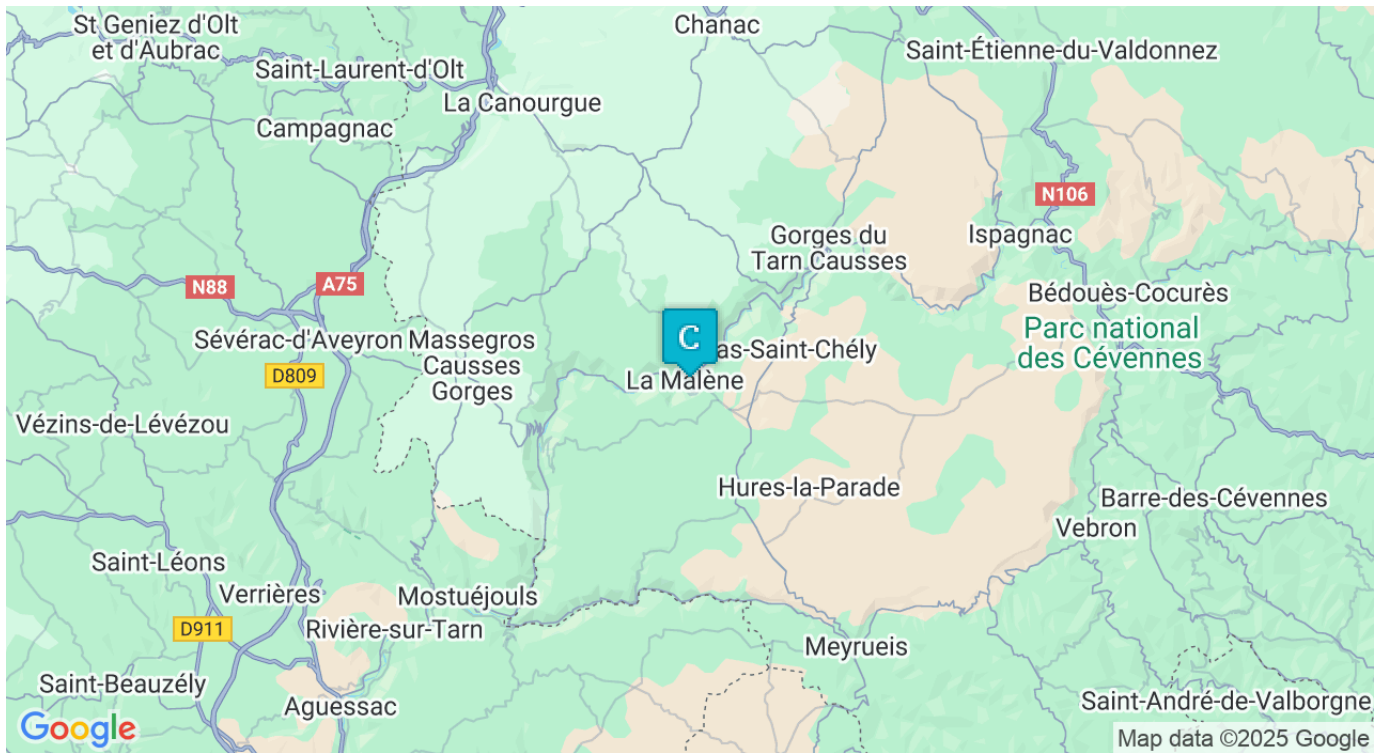 St Geniez d'Olt
et d'Aubrac
Chanac
Saint-Étienne-du-Valdonnez
Saint-Laurent-d'Olt
La Canourgue
Campagnac
N106
Gorges du
Tarn Causses
Ispagnac
N88
A75
Bédouès-Cocurès
Parc national
des Cévennes
Sévérac-d'Aveyron
Massegros
Causses
Gorges
C
as-Saint-Chély
La Malène
D809
Vézins-de-Lévézou
Hures-la-Parade
Barre-des-Cévennes
Vebron
Saint-Léons
Verrières
Mostuéjouls
D911
Rivière-sur-Tarn
Meyrueis
Saint-Beauzély
Aguessac
Saint-André-de-Valborgne
Google
Map data ©2025 Google